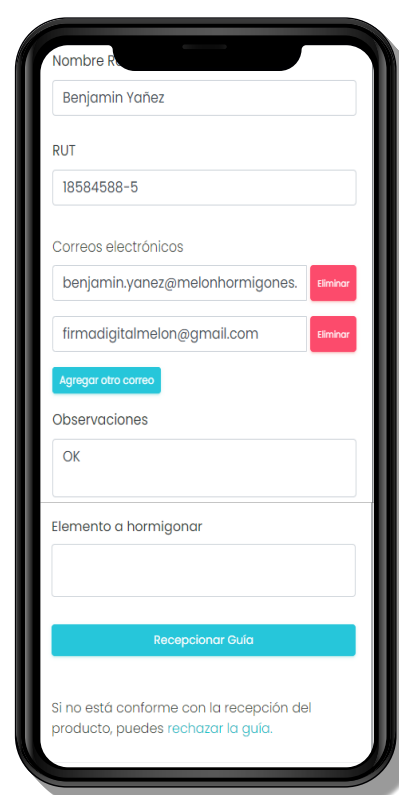 Nombre
Benjamin Yañez
RUT
18584588-5
Correos electrónicos
benjamin.yanez@melonhormigones.
Eliminar
firmadigitalmelon@gmail.com
Eliminar
Agregar otro correo
Observaciones
OK
Elemento a hormigonar
Recepcionar Guía
Si no está conforme con la recepción del
producto, puedes rechazar la guía.